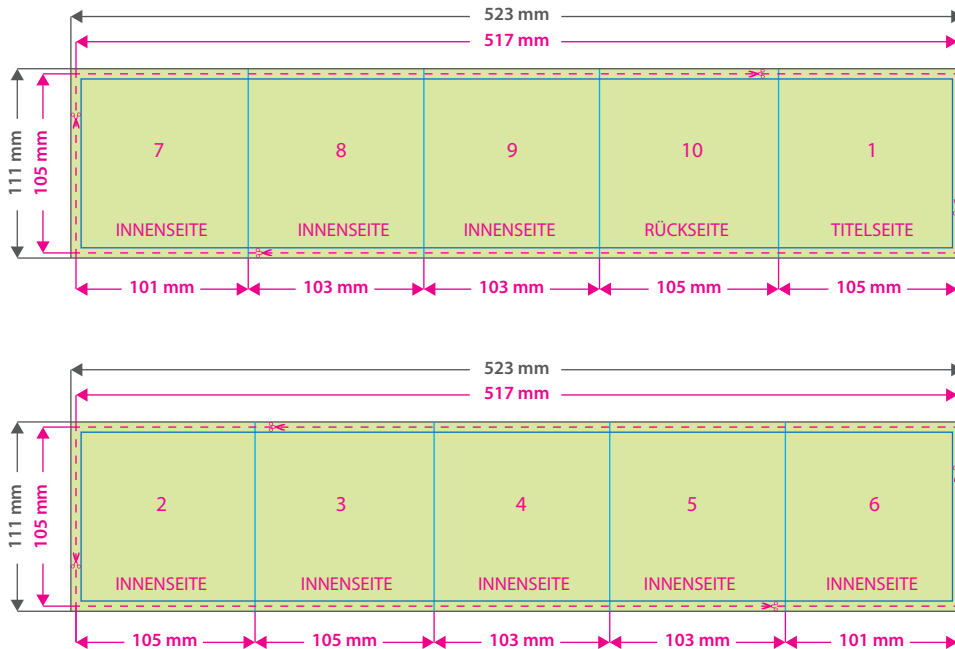 523 mm
517 mm
111 mm
105 mm
7 8 9 10 1
INNENSEITE INNENSEITE INNENSEITE RÜCKSEITE TITELSEITE
101 mm 103 mm 103 mm 105 mm 105 mm
523 mm
517 mm
111 mm
105 mm
2 3 4 5 6
INNENSEITE INNENSEITE INNENSEITE INNENSEITE INNENSEITE
105 mm 105 mm 103 mm 103 mm 101 mm